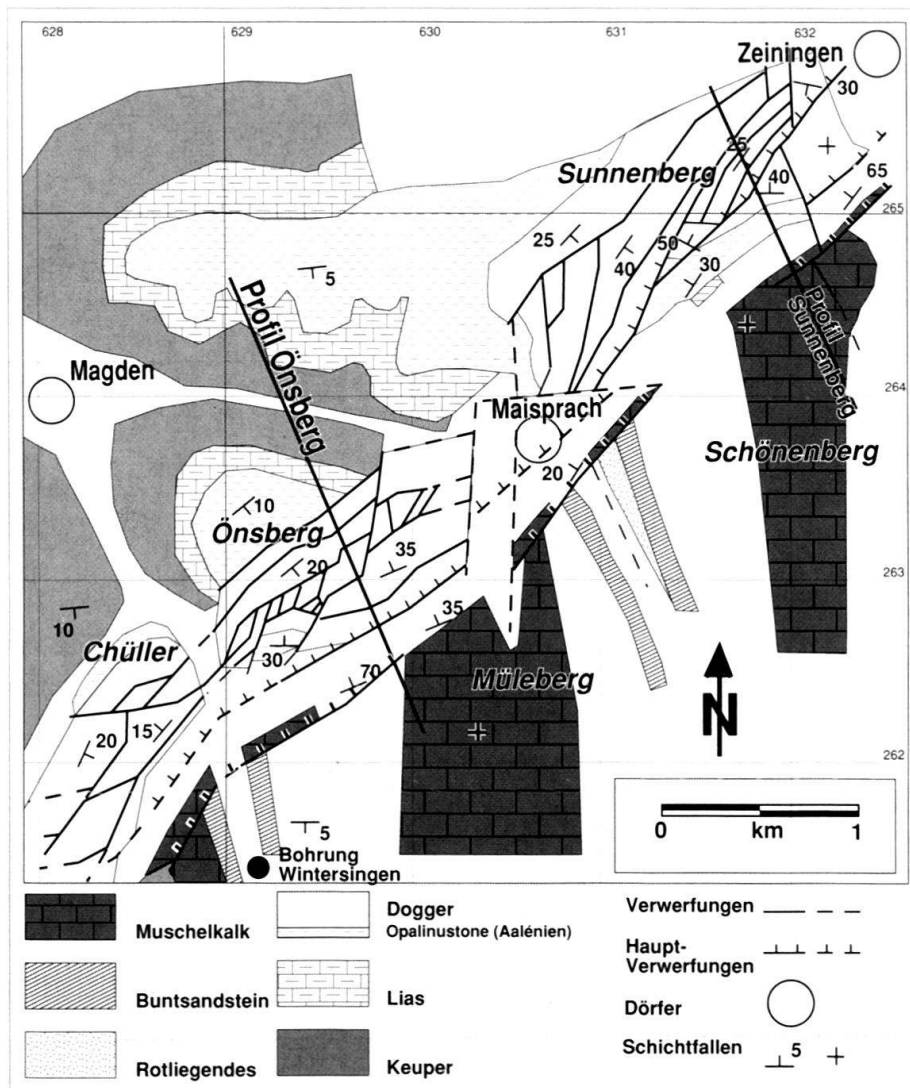 628
629
630
631
632
Zeiningen
30
25
Sunnenberg
40
65
265
25
5
50
40
30
Profil Önsberg
Profil
Sunnenberg
Magden
264
Maisprach
Schönenberg
20
10
Önsberg
35
20
263
10
35
Chüller
30
Müleberg
70
N
15
20
262
5
0
km
1
Bohrung
Wintersingen
Muschelkalk
Dogger
Opalinustone (Aalénien)
Verwerfungen
Haupt-
Verwerfungen
Buntsandstein
Lias
Dörfer
Rotliegendes
Keuper
Schichtfallen
5